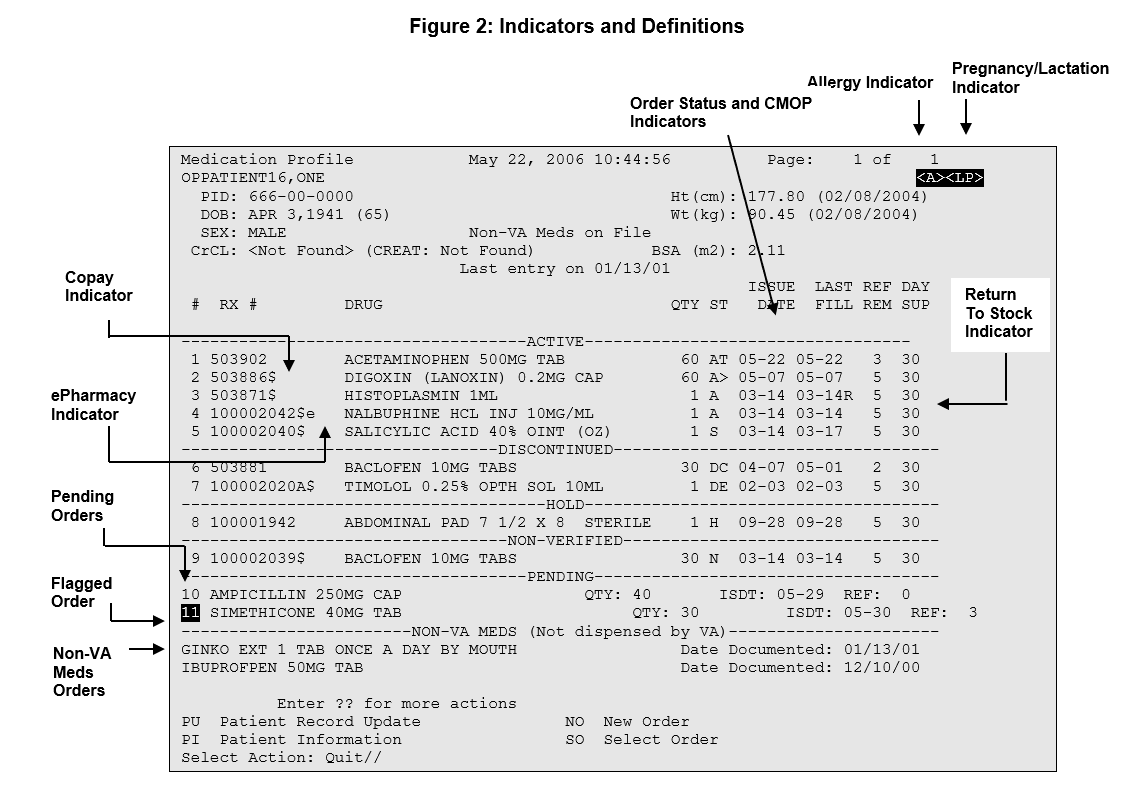 Figure 2: Indicators and Definitions
Allergy Indicator
Pregnancy/Lactation
Indicator
Order Status and CMOP
Indicators
Medication Profile May 22, 2006 10:44:56 Page: 1 of 1
OPPATIENT16,ONE <A><LP>
PID: 666-00-0000 Ht(cm): 177.80 (02/08/2004)
DOB: APR 3,1941 (65) Wt(kg): 90.45 (02/08/2004)
SEX: MALE Non-VA Meds on File
CrCL: <Not Found> (CREAT: Not Found) BSA (m2): 2.11
Last entry on 01/13/01
Copay
Indicator
ISSUE LAST REF DAY
# RX # DRUG QTY ST DATE FILL REM SUP
Return
To Stock
Indicator
ACTIVE
1 503902 ACETAMINOPHEN 500MG TAB 60 AT 05-22 05-22 3 30
2 503886$ DIGOXIN (LANOXIN) 0.2MG CAP 60 A> 05-07 05-07 5 30
3 503871$ HISTOPLASMIN 1ML 1 A 03-14 03-14R 5 30
4 100002042$e NALBUPHINE HCL INJ 10MG/ML 1 A 03-14 03-14 5 30
5 100002040$ SALICYLIC ACID 40% OINT (OZ) 1 S 03-14 03-17 5 30
ePharmacy
Indicator
DISCONTINUED
6 503881 BACLOFEN 10MG TABS 30 DC 04-07 05-01 2 30
7 100002020A$ TIMOLOL 0.25% OPTH SOL 10ML 1 DE 02-03 02-03 5 30
HOLD
8 100001942 ABDOMINAL PAD 7 1/2 X 8 STERILE 1 H 09-28 09-28 5 30
NON-VERIFIED
9 100002039$ BACLOFEN 10MG TABS 30 N 03-14 03-14 5 30
Pending
Orders
PENDING
10 AMPICILLIN 250MG CAP QTY: 40 ISDT: 05-29 REF: 0
11 SIMETHICONE 40MG TAB QTY: 30 ISDT: 05-30 REF: 3
Flagged
Order
NON-VA MEDS (Not dispensed by VA)
GINKO EXT 1 TAB ONCE A DAY BY MOUTH Date Documented: 01/13/01
IBUPROFPEN 50MG TAB Date Documented: 12/10/00
Non-VA
Meds
Orders
Enter ?? for more actions
PU Patient Record Update NO New Order
PI Patient Information SO Select Order
Select Action: Quit//